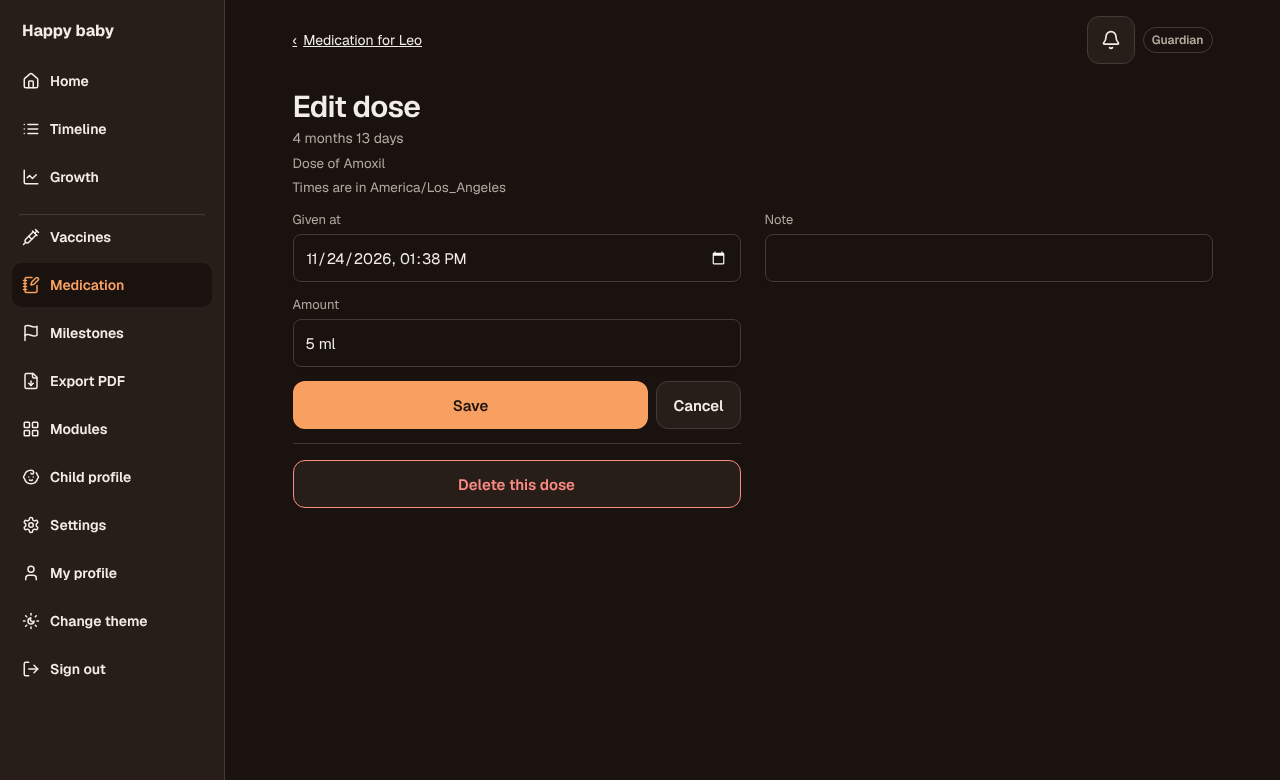 Happy baby
Home
Timeline
Growth
Vaccines
Medication
Milestones
Export PDF
Modules
Child profile
Settings
My profile
Change theme
Sign out
‹ Medication for Leo
Guardian
Edit dose
4 months 13 days
Dose of Amoxil
Times are in America/Los_Angeles
Given at
11/24/2026, 01:38 PM
Note
Amount
5 ml
Save
Cancel
Delete this dose